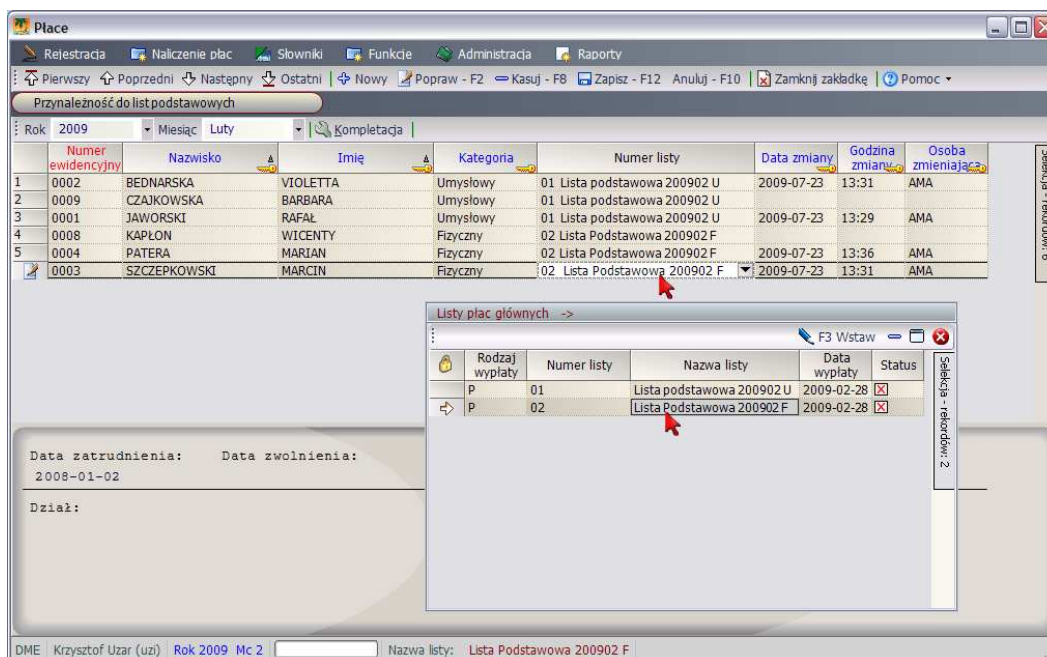 Płace
Rejestracja Naliczenie płac Słowniki Funkcje Administracja Raporty
Pierwszy Poprzedni Następny Ostatni Nowy Popraw - F2 Kasuj - F8 Zapisz - F12 Anuluj - F10 Zamknij zakładkę Pomoc
Przynależność do list podstawowych
Rok 2009 Miesiąc Luty Kompletacja
Numer ewidencyjny Nazwisko Imię Kategoria Numer listy Data zmiany Godzina zmiany Osoba zmieniająca
1 0002 BEDNARSKA VIOLETTA Umysłowy 01 Lista podstawowa 200902 U 2009-07-23 13:31 AMA
2 0009 CZAJKOWSKA BARBARA Umysłowy 01 Lista podstawowa 200902 U
3 0001 JAWORSKI RAFAŁ Umysłowy 01 Lista podstawowa 200902 U 2009-07-23 13:29 AMA
4 0008 KAPŁON WICENTY Fizyczny 02 Lista Podstawowa 200902 F
5 0004 PATERA MARIAN Fizyczny 02 Lista Podstawowa 200902 F 2009-07-23 13:36 AMA
0003 SZCZEPKOWSKI MARCIN Fizyczny 02 Lista Podstawowa 200902 F 2009-07-23 13:31 AMA
Listy płac głównych ->
F3 Wstaw
Rodzaj wypłaty Numer listy Nazwa listy Data wypłaty Status
P 01 Lista podstawowa 200902 U 2009-02-28
P 02 Lista Podstawowa 200902 F 2009-02-28
Selekcja - rekordów: 2
Data zatrudnienia: Data zwolnienia:
2008-01-02
Dział:
DME Krzysztof Uzar (uzi) Rok 2009 Mc 2 Nazwa listy: Lista Podstawowa 200902 F